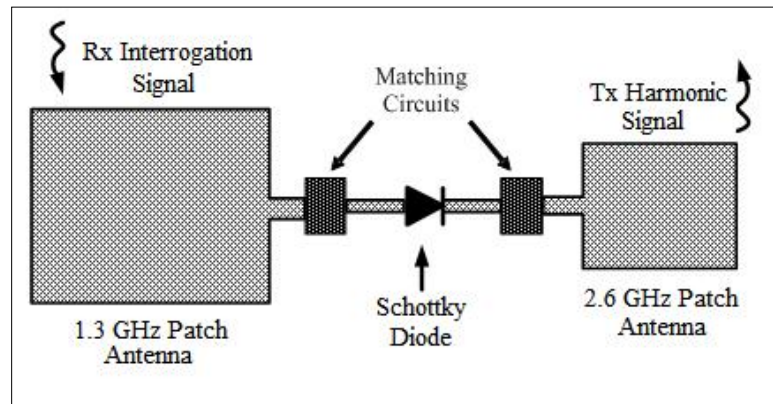 Rx Interrogation
Signal
Matching
Circuits
Tx Harmonic
Signal
1.3 GHz Patch
Antenna
Schottky
Diode
2.6 GHz Patch
Antenna